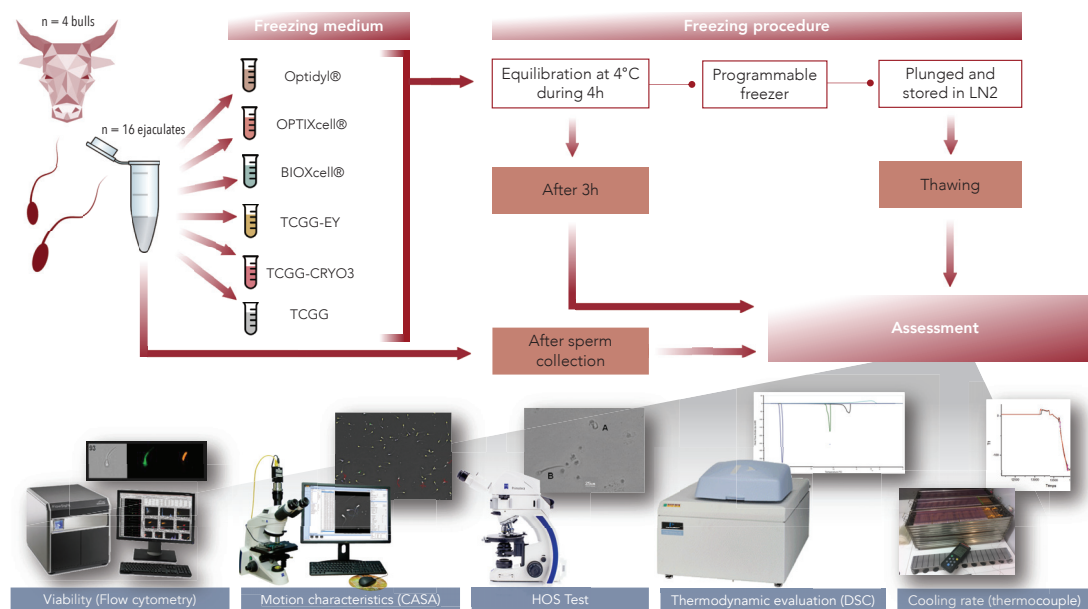 n = 4 bulls
Freezing medium
Freezing procedure
n = 16 ejaculates
Optidyl®
OPTIXcell®
BIOXcell®
TCGG-EY
TCGG-CRYO3
TCGG
Equilibration at 4°C
during 4h
Programmable
freezer
Plunged and
stored in LN2
After 3h
Thawing
After sperm
collection
Assessment
93
A
B
Viability (Flow cytometry)
Motion characteristics (CASA)
HOS Test
Thermodynamic evaluation (DSC)
Cooling rate (thermocouple)